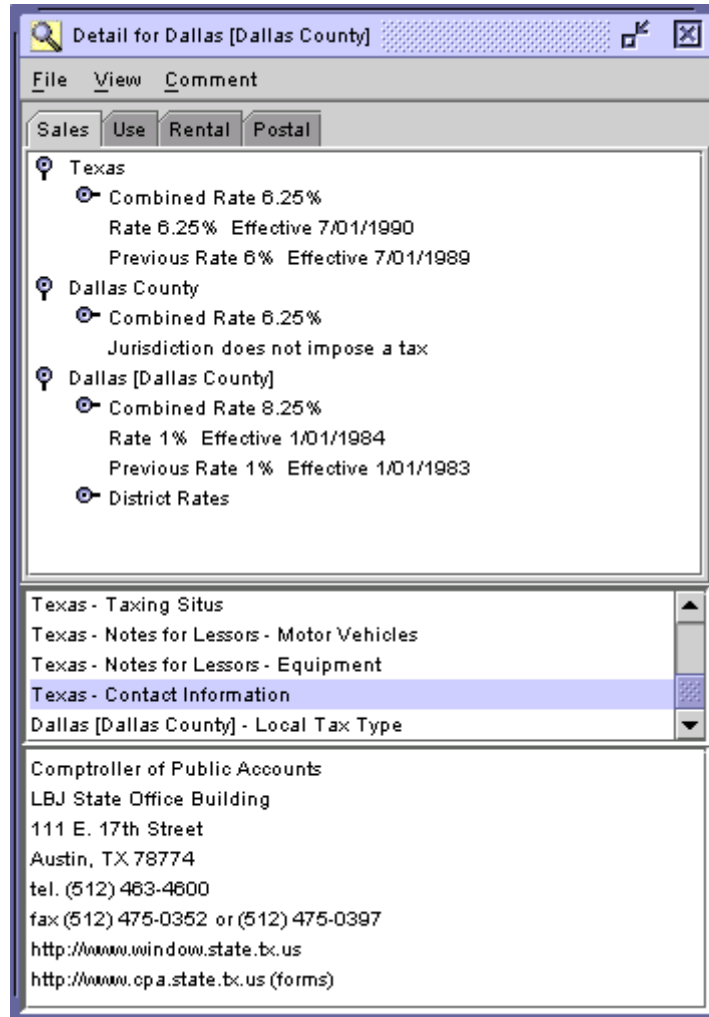 Detail for Dallas [Dallas County]
File View Comment
Sales Use Rental Postal
Texas
Combined Rate 6.25%
Rate 6.25% Effective 7/01/1990
Previous Rate 6% Effective 7/01/1989
Dallas County
Combined Rate 6.25%
Jurisdiction does not impose a tax
Dallas [Dallas County]
Combined Rate 8.25%
Rate 1% Effective 1/01/1984
Previous Rate 1% Effective 1/01/1983
District Rates
Texas - Taxing Situs
Texas - Notes for Lessors - Motor Vehicles
Texas - Notes for Lessors - Equipment
Texas - Contact Information
Dallas [Dallas County] - Local Tax Type
Comptroller of Public Accounts
LBJ State Office Building
111 E. 17th Street
Austin, TX 78774
tel. (512) 463-4600
fax (512) 475-0352 or (512) 475-0397
http://www.window.state.tx.us
http://www.cpa.state.tx.us (forms)